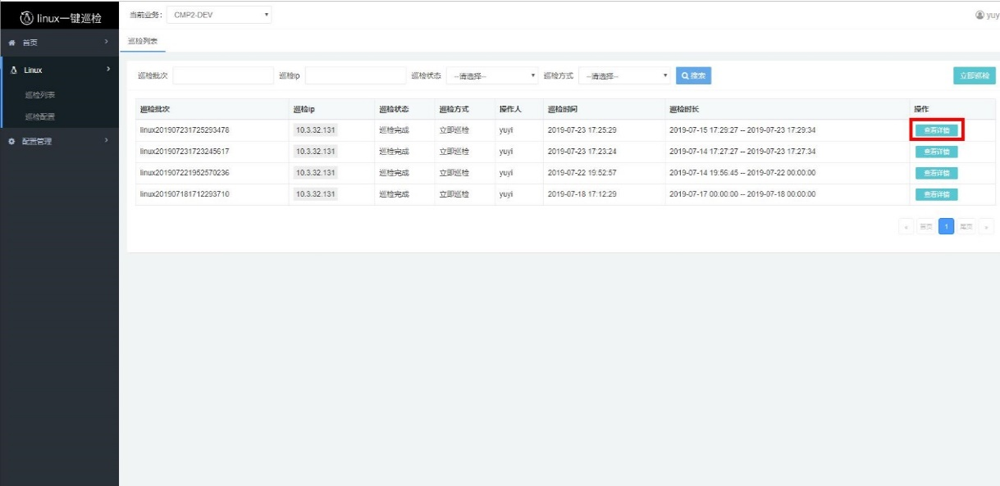 linux一键巡检
当前业务： CMP2-DEV
yuy
首页
巡检列表
Linux
巡检列表
巡检配置
配置管理
巡检批次 巡检ip 巡检状态 --请选择-- 巡检方式 --请选择-- 搜索 立即巡检
巡检批次 巡检ip 巡检状态 巡检方式 操作人 巡检时间 巡检时长 操作
linux201907231725293478 10.3.32.131 巡检完成 立即巡检 yuyi 2019-07-23 17:25:29 2019-07-15 17:29:27 -- 2019-07-23 17:29:34 查看详情
linux201907231723245617 10.3.32.131 巡检完成 立即巡检 yuyi 2019-07-23 17:23:24 2019-07-14 17:27:27 -- 2019-07-23 17:27:34 查看详情
linux201907221952570236 10.3.32.131 巡检完成 立即巡检 yuyi 2019-07-22 19:52:57 2019-07-14 19:56:45 -- 2019-07-22 00:00:00 查看详情
linux201907181712293710 10.3.32.131 巡检完成 立即巡检 yuyi 2019-07-18 17:12:29 2019-07-17 00:00:00 -- 2019-07-18 00:00:00 查看详情
« 首页 1 尾页 »